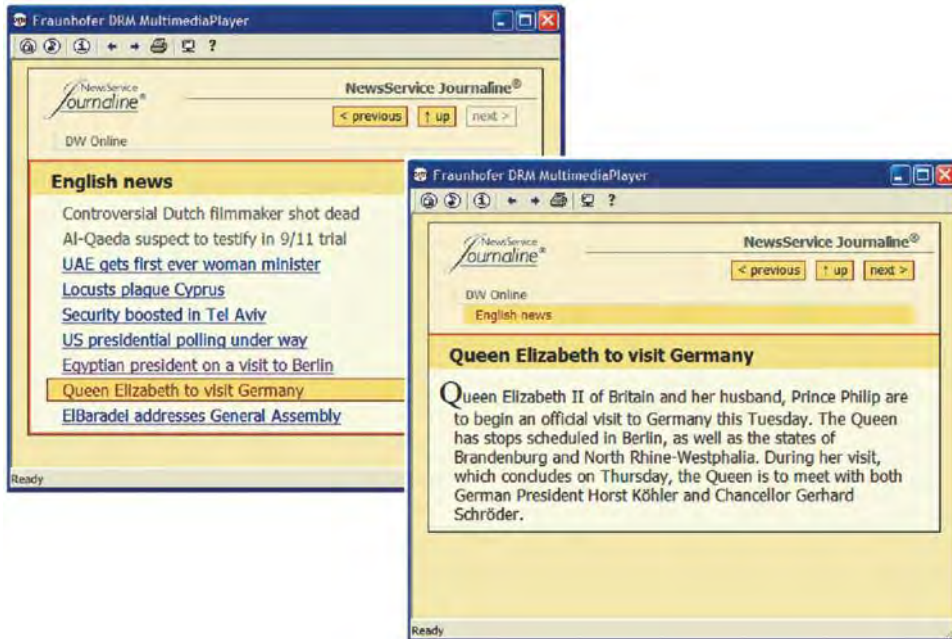 Fraunhofer DRM MultimediaPlayer
?
NewsService
Journaline®
NewsService Journaline®
< previous ↑ up next >
DW Online
English news
Controversial Dutch filmmaker shot dead
Al-Qaeda suspect to testify in 9/11 trial
UAE gets first ever woman minister
Locusts plague Cyprus
Security boosted in Tel Aviv
US presidential polling under way
Egyptian president on a visit to Berlin
Queen Elizabeth to visit Germany
ElBaradei addresses General Assembly
Ready
Fraunhofer DRM MultimediaPlayer
?
NewsService
Journaline®
NewsService Journaline®
< previous ↑ up next >
DW Online
English news
Queen Elizabeth to visit Germany
Queen Elizabeth II of Britain and her husband, Prince Philip are
to begin an official visit to Germany this Tuesday. The Queen
has stops scheduled in Berlin, as well as the states of
Brandenburg and North Rhine-Westphalia. During her visit,
which concludes on Thursday, the Queen is to meet with both
German President Horst Köhler and Chancellor Gerhard
Schröder.
Ready